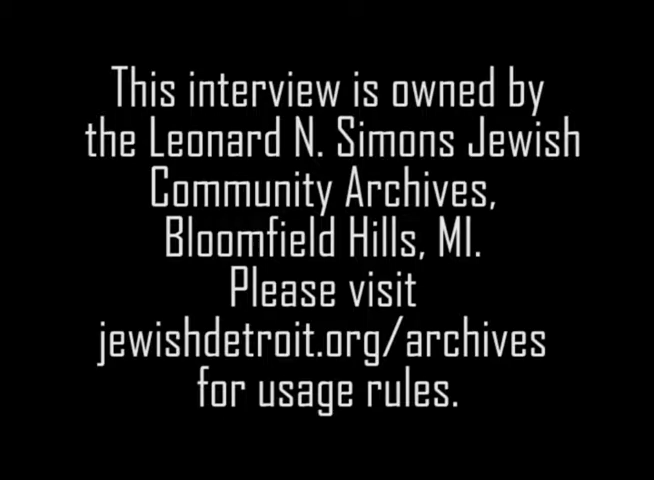 This interview is owned by
the Leonard N. Simons Jewish
Community Archives,
Bloomfield Hills, MI.
Please visit
jewishdetroit.org/archives
for usage rules.